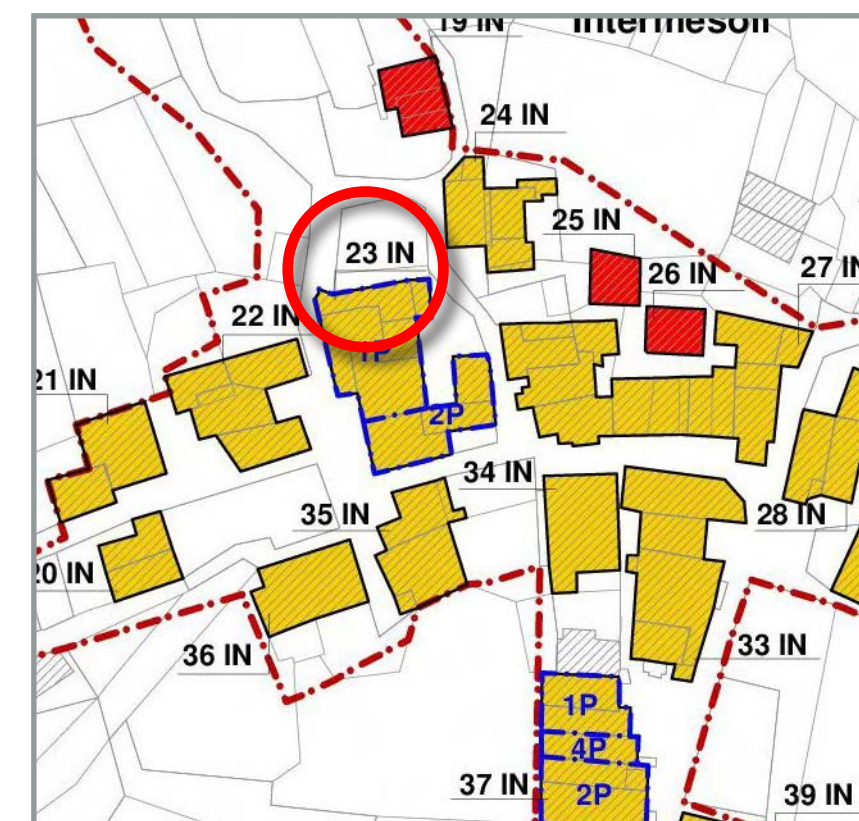 19 IN
Intermesoli
24 IN
25 IN
23 IN
26 IN
27 IN
22 IN
1P
21 IN
2P
34 IN
35 IN
28 IN
20 IN
36 IN
33 IN
1P
4P
37 IN
2P
39 IN